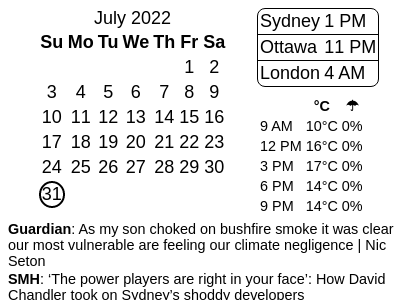 July 2022
Su Mo Tu We Th Fr Sa
1 2
3 4 5 6 7 8 9
10 11 12 13 14 15 16
17 18 19 20 21 22 23
24 25 26 27 28 29 30
31
Sydney 1 PM
Ottawa 11 PM
London 4 AM
°C ☂
9 AM 10°C 0%
12 PM 16°C 0%
3 PM 17°C 0%
6 PM 14°C 0%
9 PM 14°C 0%
Guardian: As my son choked on bushfire smoke it was clear
our most vulnerable are feeling our climate negligence | Nic
Seton
SMH: ‘The power players are right in your face’: How David
Chandler took on Sydney’s shoddy developers